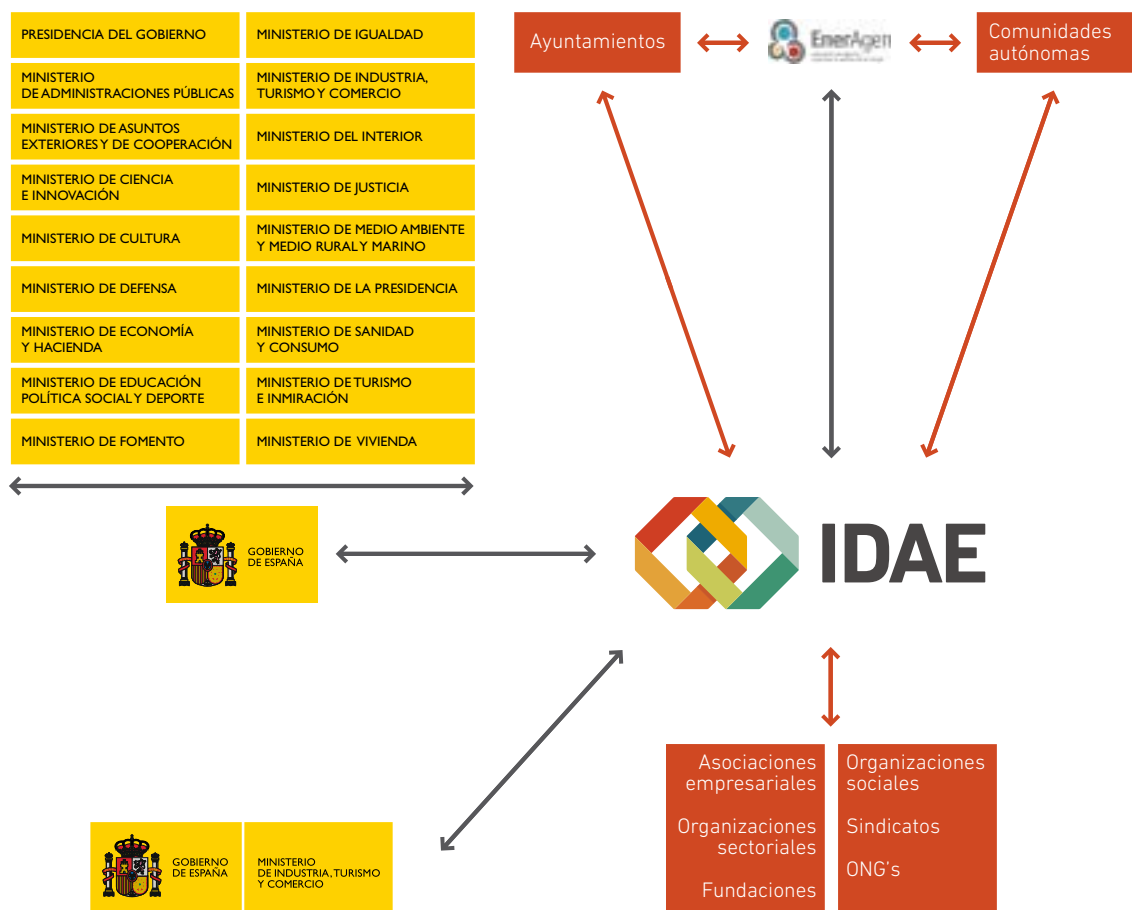 PRESIDENCIA DEL GOBIERNO
MINISTERIO DE IGUALDAD
MINISTERIO
DE ADMINISTRACIONES PÚBLICAS
MINISTERIO DE INDUSTRIA,
TURISMO Y COMERCIO
MINISTERIO DE ASUNTOS
EXTERIORES Y DE COOPERACIÓN
MINISTERIO DEL INTERIOR
MINISTERIO DE CIENCIA
E INNOVACIÓN
MINISTERIO DE JUSTICIA
MINISTERIO DE CULTURA
MINISTERIO DE MEDIO AMBIENTE
Y MEDIO RURAL Y MARINO
MINISTERIO DE DEFENSA
MINISTERIO DE LA PRESIDENCIA
MINISTERIO DE ECONOMÍA
Y HACIENDA
MINISTERIO DE SANIDAD
Y CONSUMO
MINISTERIO DE EDUCACIÓN
POLÍTICA SOCIAL Y DEPORTE
MINISTERIO DE TURISMO
E INMIRACIÓN
MINISTERIO DE FOMENTO
MINISTERIO DE VIVIENDA
Ayuntamientos
EnerAgen
Comunidades
autónomas
GOBIERNO
DE ESPAÑA
IDAE
GOBIERNO
DE ESPAÑA
MINISTERIO
DE INDUSTRIA, TURISMO
Y COMERCIO
Asociaciones
empresariales
Organizaciones
sectoriales
Fundaciones
Organizaciones
sociales
Sindicatos
ONG's